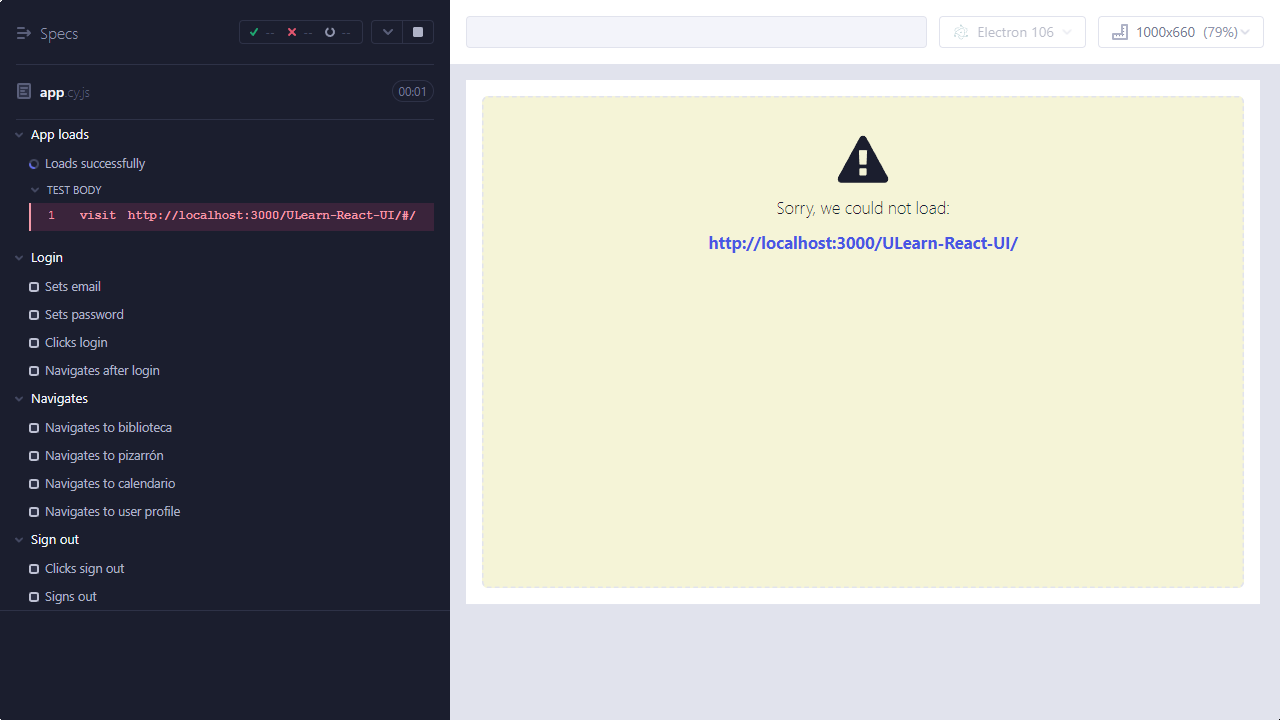 Specs
-- -- --
app.cy.js 00:01
App loads
Loads successfully
TEST BODY
1 visit http://localhost:3000/ULearn-React-UI/#/
Login
Sets email
Sets password
Clicks login
Navigates after login
Navigates
Navigates to biblioteca
Navigates to pizarrón
Navigates to calendario
Navigates to user profile
Sign out
Clicks sign out
Signs out
Electron 106
1000x660 (79%)
Sorry, we could not load:
http://localhost:3000/ULearn-React-UI/